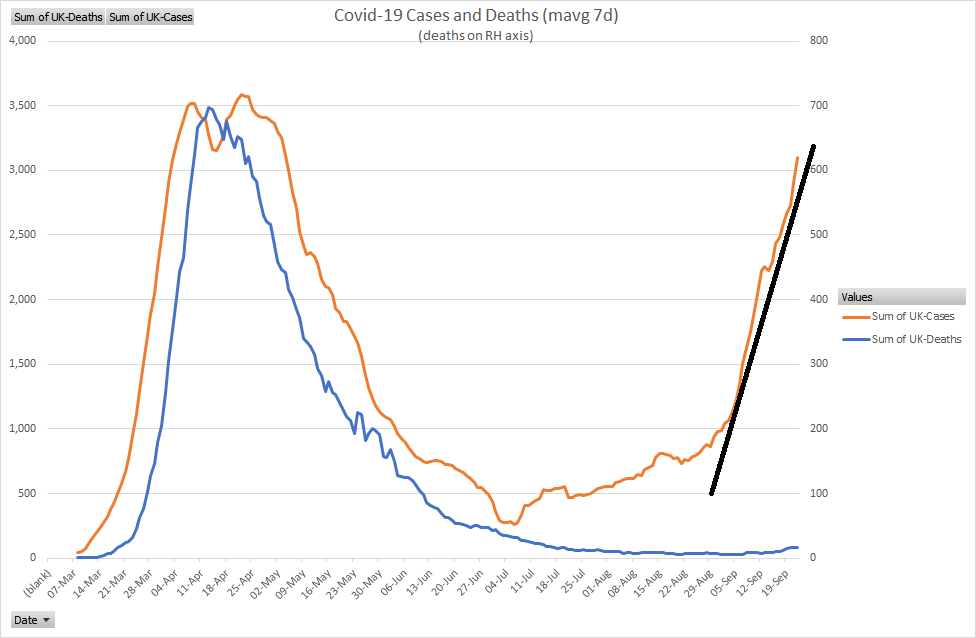 Sum of UK-Deaths Sum of UK-Cases
Covid-19 Cases and Deaths (mavg 7d)
(deaths on RH axis)
4,000
3,500
3,000
2,500
2,000
1,500
1,000
500
0
800
700
600
500
400
300
200
100
0
Values
Sum of UK-Cases
Sum of UK-Deaths
(blank)
07-Mar
14-Mar
21-Mar
28-Mar
04-Apr
11-Apr
18-Apr
25-Apr
02-May
09-May
16-May
23-May
30-May
06-Jun
13-Jun
20-Jun
27-Jun
04-Jul
11-Jul
18-Jul
25-Jul
01-Aug
08-Aug
15-Aug
22-Aug
29-Aug
05-Sep
12-Sep
19-Sep
Date